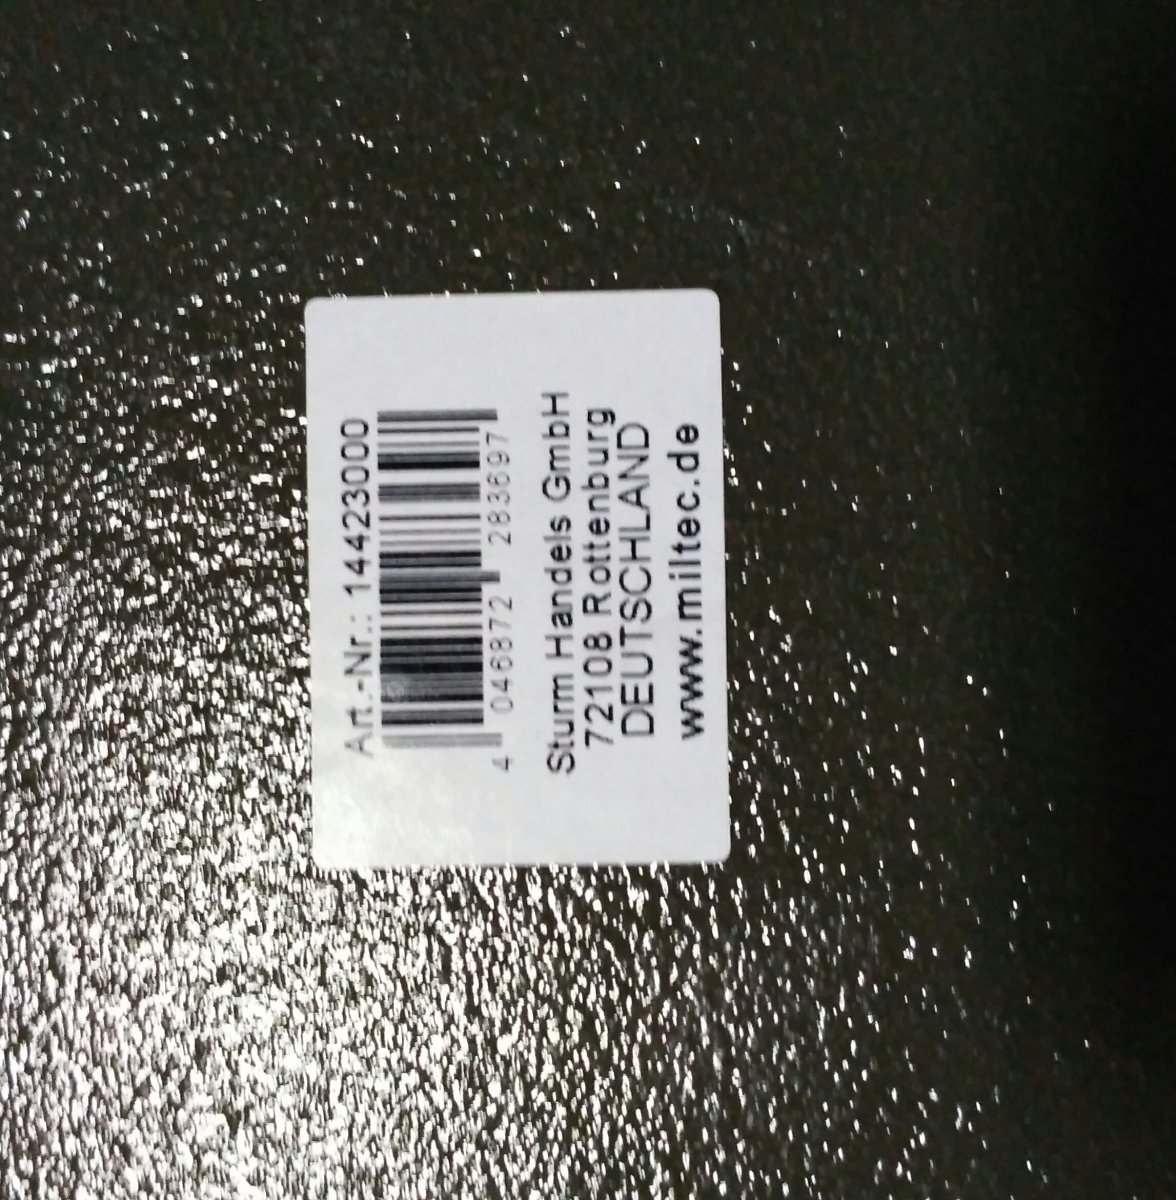 Art.-Nr.: 14423000
4 046872 283697
Sturm Handels GmbH
72108 Rottenburg
DEUTSCHLAND
www.miltec.de